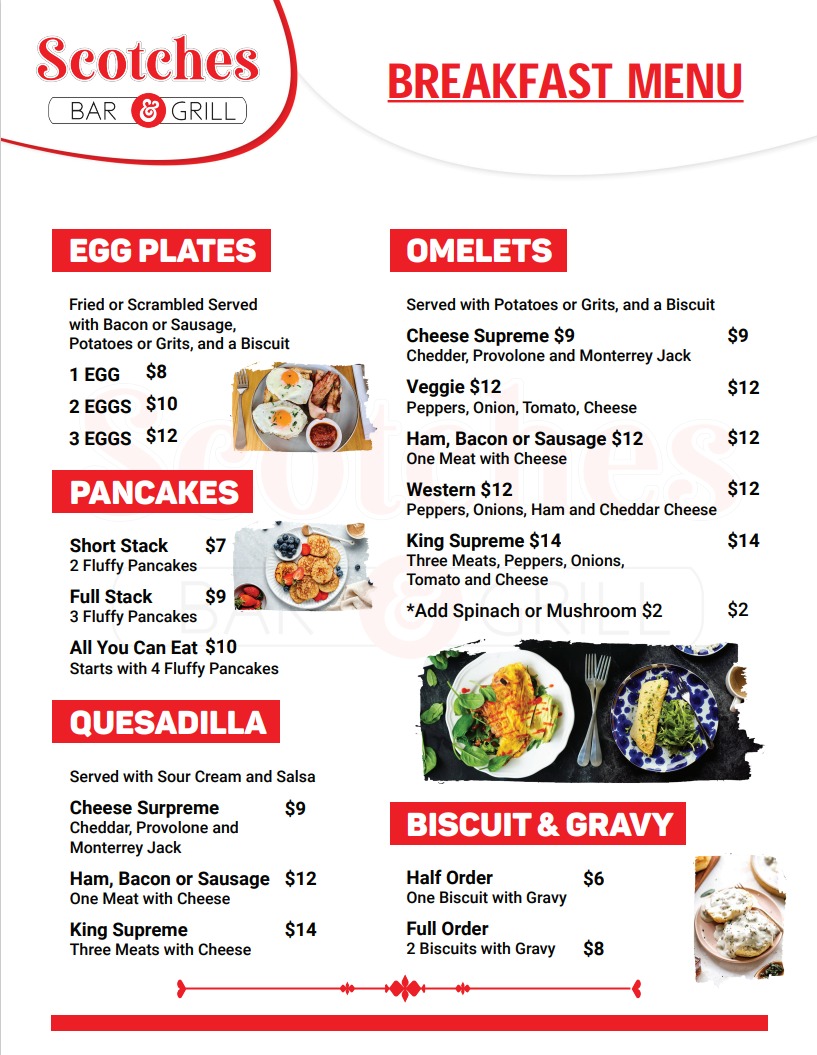 Scotches
BAR & GRILL
BREAKFAST MENU
EGG PLATES
Fried or Scrambled Served
with Bacon or Sausage,
Potatoes or Grits, and a Biscuit
1 EGG $8
2 EGGS $10
3 EGGS $12
PANCAKES
Short Stack $7
2 Fluffy Pancakes
Full Stack $9
3 Fluffy Pancakes
All You Can Eat $10
Starts with 4 Fluffy Pancakes
QUESADILLA
Served with Sour Cream and Salsa
Cheese Surpreme $9
Cheddar, Provolone and
Monterrey Jack
Ham, Bacon or Sausage $12
One Meat with Cheese
King Supreme $14
Three Meats with Cheese
OMELETS
Served with Potatoes or Grits, and a Biscuit
Cheese Supreme $9 $9
Chedder, Provolone and Monterrey Jack
Veggie $12 $12
Peppers, Onion, Tomato, Cheese
Ham, Bacon or Sausage $12 $12
One Meat with Cheese
Western $12 $12
Peppers, Onions, Ham and Cheddar Cheese
King Supreme $14 $14
Three Meats, Peppers, Onions,
Tomato and Cheese
*Add Spinach or Mushroom $2 $2
BISCUIT & GRAVY
Half Order $6
One Biscuit with Gravy
Full Order
2 Biscuits with Gravy $8
Scotches
BAR & GRILL